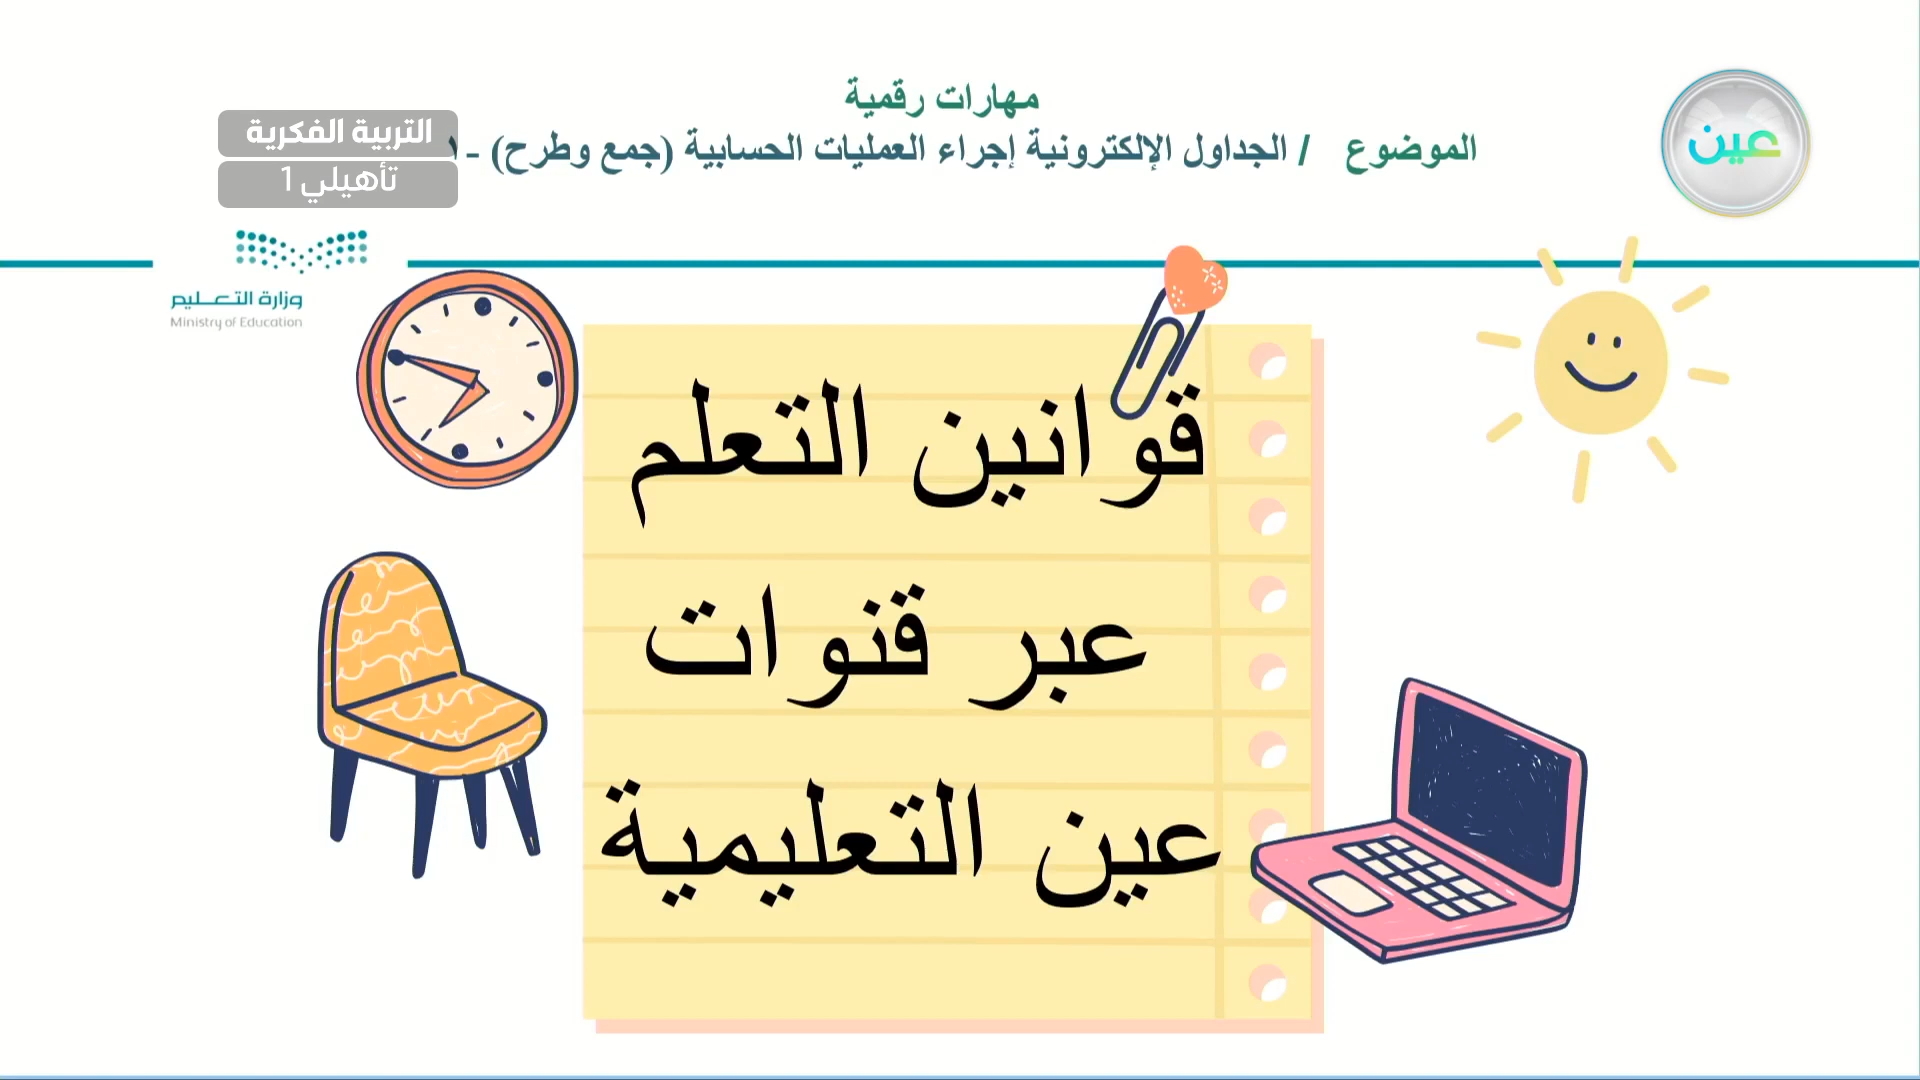 مهارات رقمية
الموضوع / الجداول الإلكترونية إجراء العمليات الحسابية (جمع وطرح) -١
التربية الفكرية
تأهيلي 1
عين
وزارة التعليم
Ministry of Education
قوانين التعلم
عبر قنوات
عين التعليمية